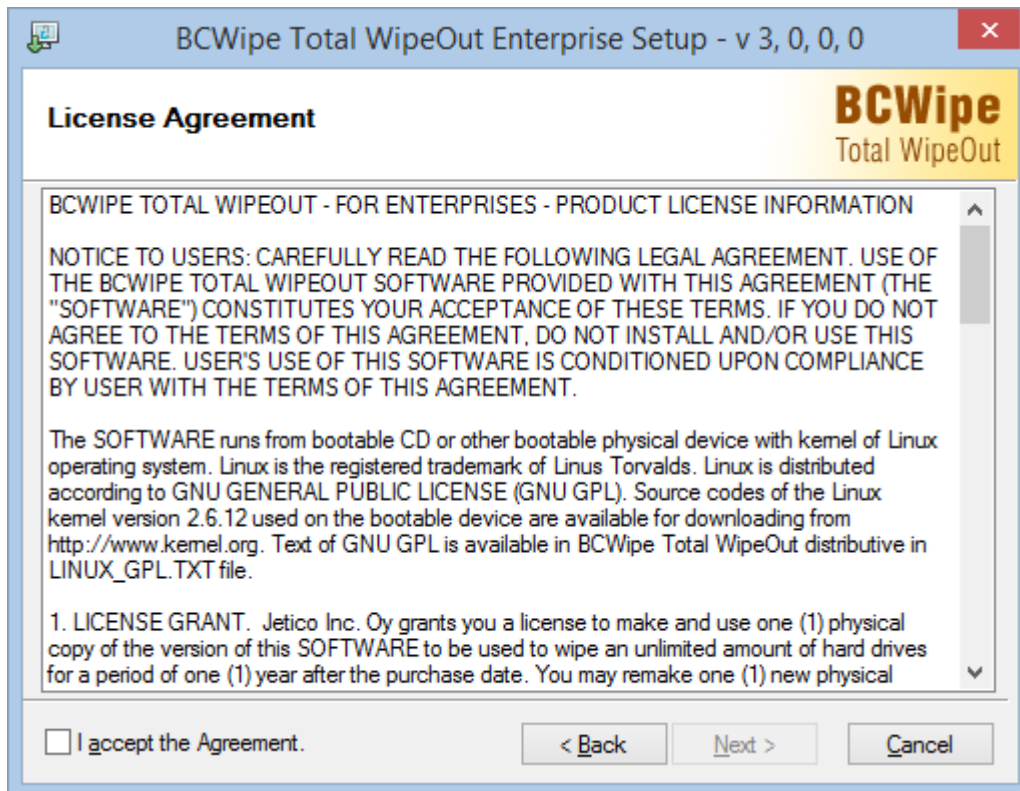 BCWipe Total WipeOut Enterprise Setup - v 3, 0, 0, 0
License Agreement
BCWipe
Total WipeOut
BCWIPE TOTAL WIPEOUT - FOR ENTERPRISES - PRODUCT LICENSE INFORMATION
NOTICE TO USERS: CAREFULLY READ THE FOLLOWING LEGAL AGREEMENT. USE OF
THE BCWIPE TOTAL WIPEOUT SOFTWARE PROVIDED WITH THIS AGREEMENT (THE
"SOFTWARE") CONSTITUTES YOUR ACCEPTANCE OF THESE TERMS. IF YOU DO NOT
AGREE TO THE TERMS OF THIS AGREEMENT, DO NOT INSTALL AND/OR USE THIS
SOFTWARE. USER'S USE OF THIS SOFTWARE IS CONDITIONED UPON COMPLIANCE
BY USER WITH THE TERMS OF THIS AGREEMENT.
The SOFTWARE runs from bootable CD or other bootable physical device with kernel of Linux
operating system. Linux is the registered trademark of Linus Torvalds. Linux is distributed
according to GNU GENERAL PUBLIC LICENSE (GNU GPL). Source codes of the Linux
kernel version 2.6.12 used on the bootable device are available for downloading from
http://www.kernel.org. Text of GNU GPL is available in BCWipe Total WipeOut distributive in
LINUX_GPL.TXT file.
1. LICENSE GRANT.  Jetico Inc. Oy grants you a license to make and use one (1) physical
copy of the version of this SOFTWARE to be used to wipe an unlimited amount of hard drives
for a period of one (1) year after the purchase date. You may remake one (1) new physical
I accept the Agreement.
< Back
Next >
Cancel